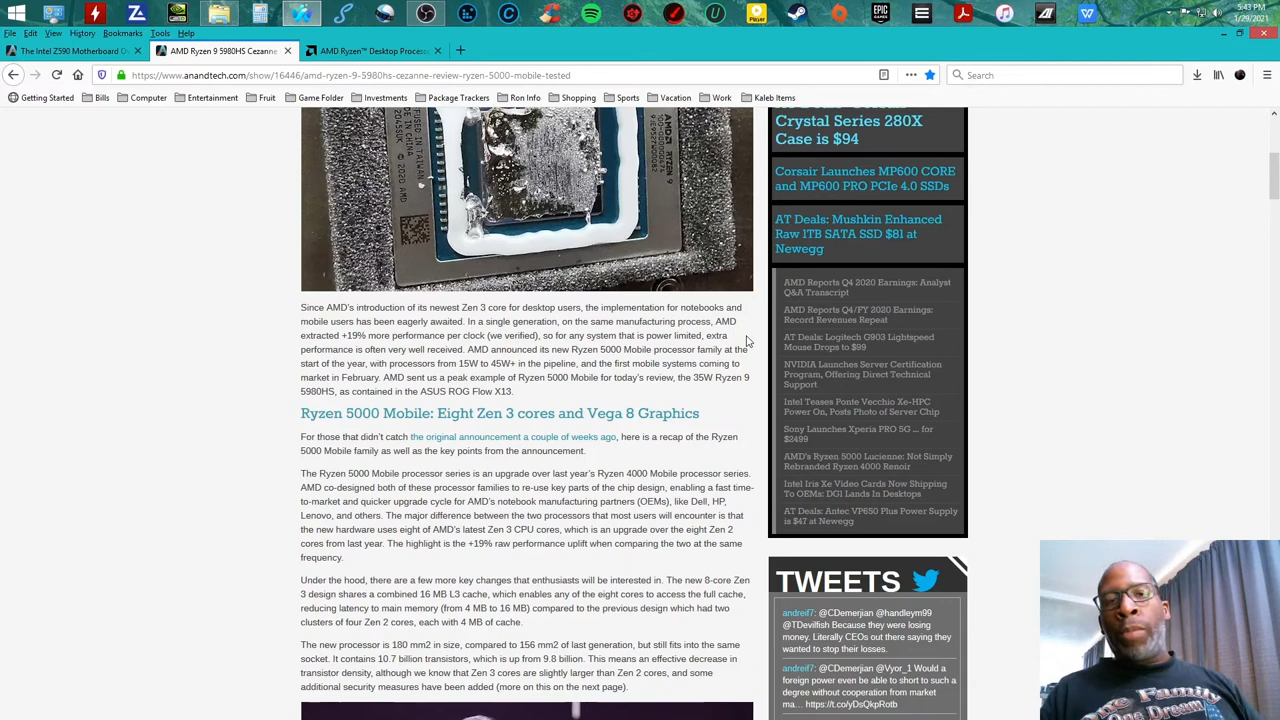 5:43 PM
1/29/2021
File Edit View History Bookmarks Tools Help
The Intel Z590 Motherboard O
AMD Ryzen 9 5980HS Cezanne
AMD Ryzen™ Desktop Processo
https://www.anandtech.com/show/16446/amd-ryzen-9-5980hs-cezanne-review-ryzen-5000-mobile-tested
Search
Getting Started Bills Computer Entertainment Fruit Game Folder Investments Package Trackers Ron Info Shopping Sports Vacation Work Kaleb Items
Crystal Series 280X
Case is $94
Corsair Launches MP600 CORE
and MP600 PRO PCIe 4.0 SSDs
AT Deals: Mushkin Enhanced
Raw 1TB SATA SSD $81 at
Newegg
AMD Reports Q4 2020 Earnings: Analyst
Q&A Transcript
AMD Reports Q4/FY 2020 Earnings:
Record Revenues Repeat
AT Deals: Logitech G903 Lightspeed
Mouse Drops to $99
NVIDIA Launches Server Certification
Program, Offering Direct Technical
Support
Intel Teases Ponte Vecchio Xe-HPC
Power On, Posts Photo of Server Chip
Sony Launches Xperia PRO 5G ... for
$2499
AMD's Ryzen 5000 Lucienne: Not Simply
Rebranded Ryzen 4000 Renoir
Intel Iris Xe Video Cards Now Shipping
To OEMs: DG1 Lands In Desktops
AT Deals: Antec VP650 Plus Power Supply
is $47 at Newegg
Since AMD's introduction of its newest Zen 3 core for desktop users, the implementation for notebooks and
mobile users has been eagerly awaited. In a single generation, on the same manufacturing process, AMD
extracted +19% more performance per clock (we verified), so for any system that is power limited, extra
performance is often very well received. AMD announced its new Ryzen 5000 Mobile processor family at the
start of the year, with processors from 15W to 45W+ in the pipeline, and the first mobile systems coming to
market in February. AMD sent us a peak example of Ryzen 5000 Mobile for today's review, the 35W Ryzen 9
5980HS, as contained in the ASUS ROG Flow X13.
Ryzen 5000 Mobile: Eight Zen 3 cores and Vega 8 Graphics
For those that didn't catch the original announcement a couple of weeks ago, here is a recap of the Ryzen
5000 Mobile family as well as the key points from the announcement.
The Ryzen 5000 Mobile processor series is an upgrade over last year's Ryzen 4000 Mobile processor series.
AMD co-designed both of these processor families to re-use key parts of the chip design, enabling a fast time-
to-market and quicker upgrade cycle for AMD's notebook manufacturing partners (OEMs), like Dell, HP,
Lenovo, and others. The major difference between the two processors that most users will encounter is that
the new hardware uses eight of AMD's latest Zen 3 CPU cores, which is an upgrade over the eight Zen 2
cores from last year. The highlight is the +19% raw performance uplift when comparing the two at the same
frequency.
Under the hood, there are a few more key changes that enthusiasts will be interested in. The new 8-core Zen
3 design shares a combined 16 MB L3 cache, which enables any of the eight cores to access the full cache,
reducing latency to main memory (from 4 MB to 16 MB) compared to the previous design which had two
clusters of four Zen 2 cores, each with 4 MB of cache.
The new processor is 180 mm2 in size, compared to 156 mm2 of last generation, but still fits into the same
socket. It contains 10.7 billion transistors, which is up from 9.8 billion. This means an effective decrease in
transistor density, although we know that Zen 3 cores are slightly larger than Zen 2 cores, and some
additional security measures have been added (more on this on the next page).
TWEETS
andreif7: @CDemerjian @handleym99
@TDevilfish Because they were losing
money. Literally CEOs out there saying they
wanted to stop their losses.
andreif7: @CDemerjian @Vyor_1 Would a
foreign power even be able to short to such a
degree without cooperation from market
ma… https://t.co/yDsQkpRotb